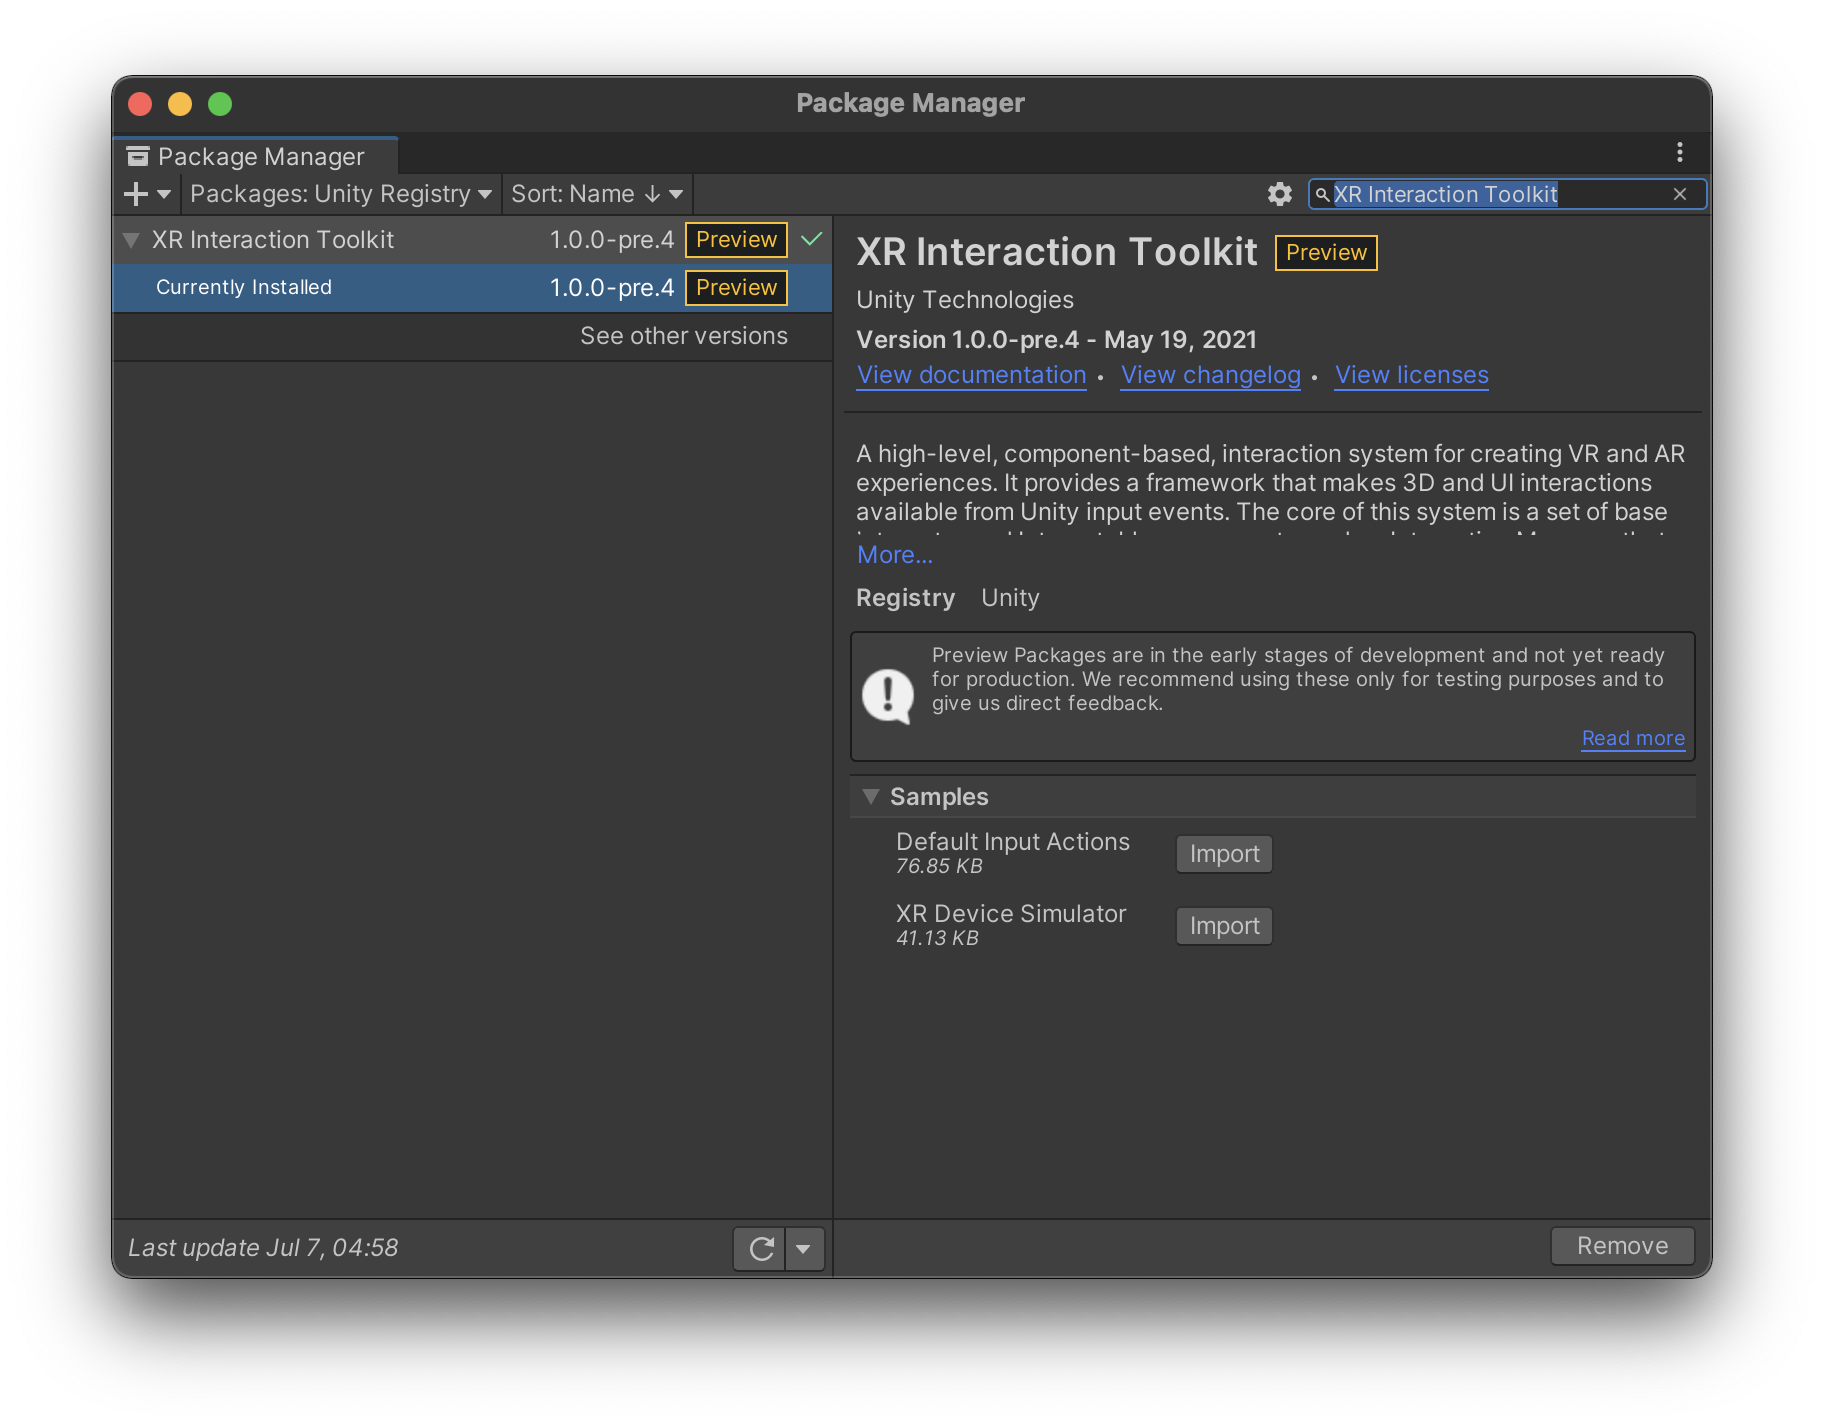 Package Manager
Package Manager
Packages: Unity Registry
Sort: Name ↓
XR Interaction Toolkit
XR Interaction Toolkit 1.0.0-pre.4 Preview
Currently Installed 1.0.0-pre.4 Preview
See other versions
XR Interaction Toolkit Preview
Unity Technologies
Version 1.0.0-pre.4 - May 19, 2021
View documentation • View changelog • View licenses
A high-level, component-based, interaction system for creating VR and AR
experiences. It provides a framework that makes 3D and UI interactions
available from Unity input events. The core of this system is a set of base
More...
Registry Unity
Preview Packages are in the early stages of development and not yet ready
for production. We recommend using these only for testing purposes and to
give us direct feedback.
Read more
Samples
Default Input Actions
76.85 KB
Import
XR Device Simulator
41.13 KB
Import
Last update Jul 7, 04:58
Remove